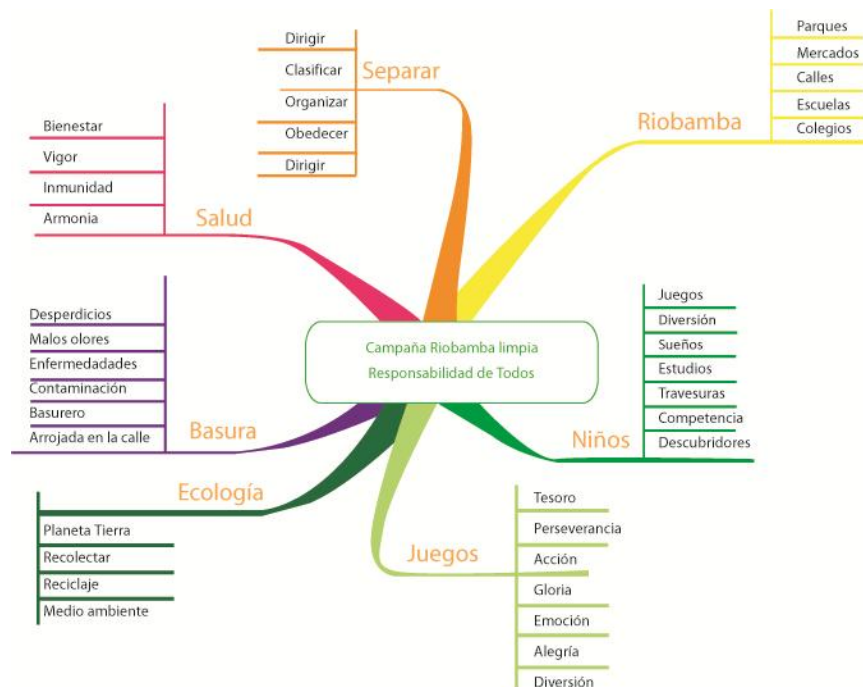 Dirigir
Clasificar
Organizar
Obedecer
Dirigir
Separar
Parques
Mercados
Calles
Escuelas
Colegios
Riobamba
Bienestar
Vigor
Inmunidad
Armonia
Salud
Campaña Riobamba limpia
Responsabilidad de Todos
Desperdicios
Malos olores
Enfermedadades
Contaminación
Basurero
Arrojada en la calle
Basura
Juegos
Diversión
Sueños
Estudios
Travesuras
Competencia
Descubridores
Niños
Ecología
Planeta Tierra
Recolectar
Reciclaje
Medio ambiente
Juegos
Tesoro
Perseverancia
Acción
Gloria
Emoción
Alegría
Diversión